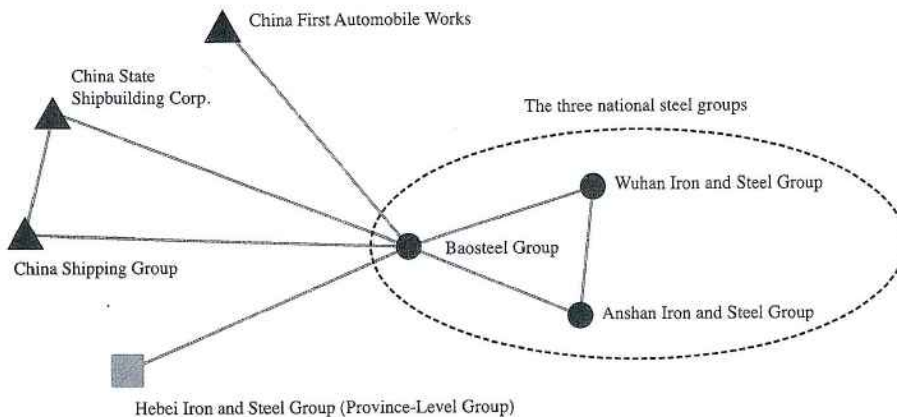 China First Automobile Works
China State
Shipbuilding Corp.
The three national steel groups
Wuhan Iron and Steel Group
Baosteel Group
China Shipping Group
Anshan Iron and Steel Group
Hebei Iron and Steel Group (Province-Level Group)